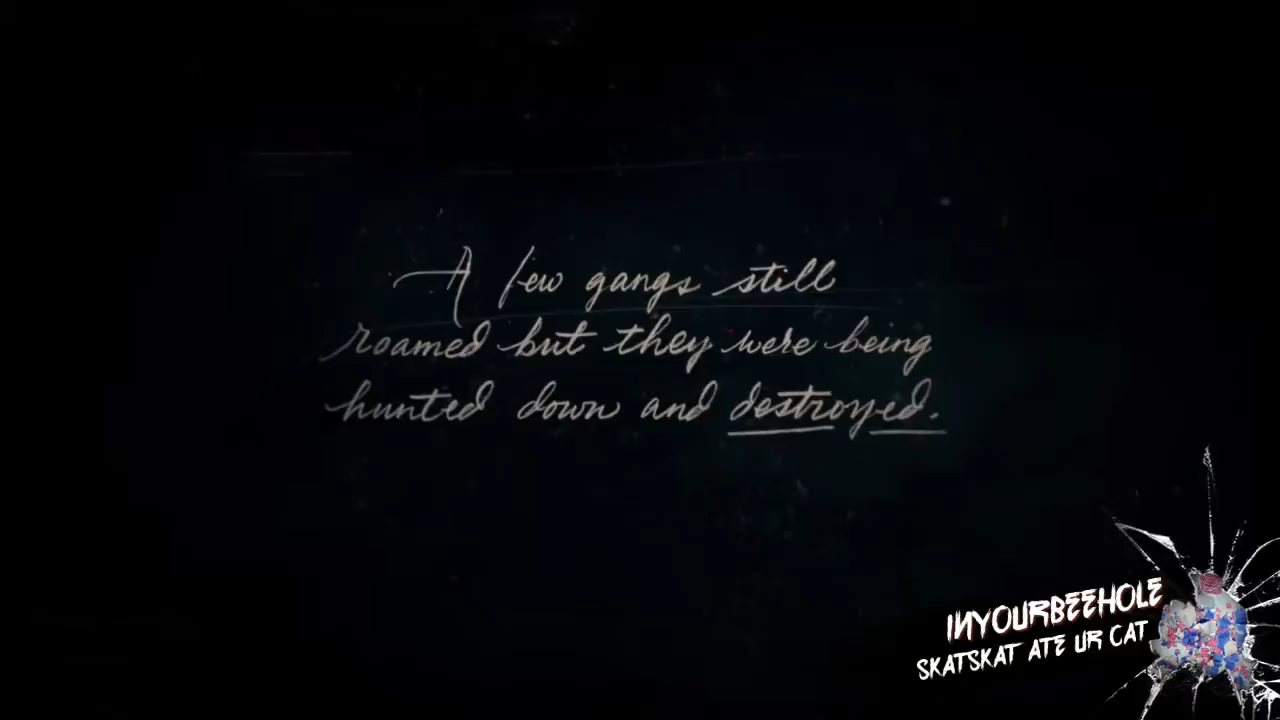 A few gangs still
roamed but they were being
hunted down and destroyed.
INYOURBEEHOLE
SKATSKAT ATE UR CAT